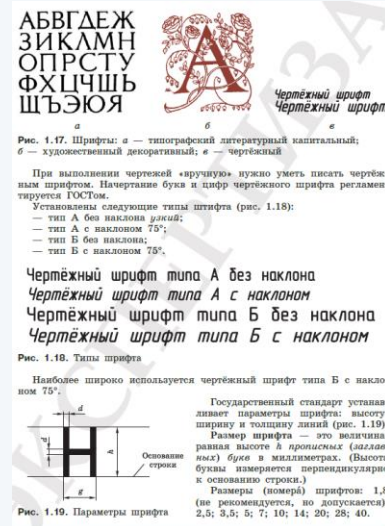 АБВГДЕЖ
ЗИКЛМН
ОПРСТУ
ФХЦЧШЬ
ЩЪЭЮЯ
А
Чертёжный шрифт
Чертёжный шрифт
а
б
в
Рис. 1.17. Шрифты: а — типографский литературный капитальный;
б — художественный декоративный; в — чертёжный
При выполнении чертежей «вручную» нужно уметь писать чертёж
ным шрифтом. Начертание букв и цифр чертёжного шрифта регламен
тируется ГОСТом.
Установлены следующие типы штифта (рис. 1.18):
— тип А без наклона узкий;
— тип А с наклоном 75°;
— тип Б без наклона;
— тип Б с наклоном 75°.
Чертёжный шрифт типа А без наклона
Чертёжный шрифт типа А с наклоном
Чертёжный шрифт типа Б без наклона
Чертёжный шрифт типа Б с наклоном
Рис. 1.18. Типы шрифта
Наиболее широко используется чертёжный шрифт типа Б с накло
ном 75°.
d
d
Н
h
g
Основание
строки
Рис. 1.19. Параметры шрифта
Государственный стандарт устанав
ливает параметры шрифта: высоту
ширину и толщину линий (рис. 1.19)
Размер шрифта — это величина
равная высоте h прописных (заглав
ных) букв в миллиметрах. (Высота
буквы измеряется перпендикулярно
к основанию строки.)
Размеры (номера́) шрифтов: 1,8
(не рекомендуется, но допускается)
2,5; 3,5; 5; 7; 10; 14; 20; 28; 40.
ЭКСПЕРТИЗА